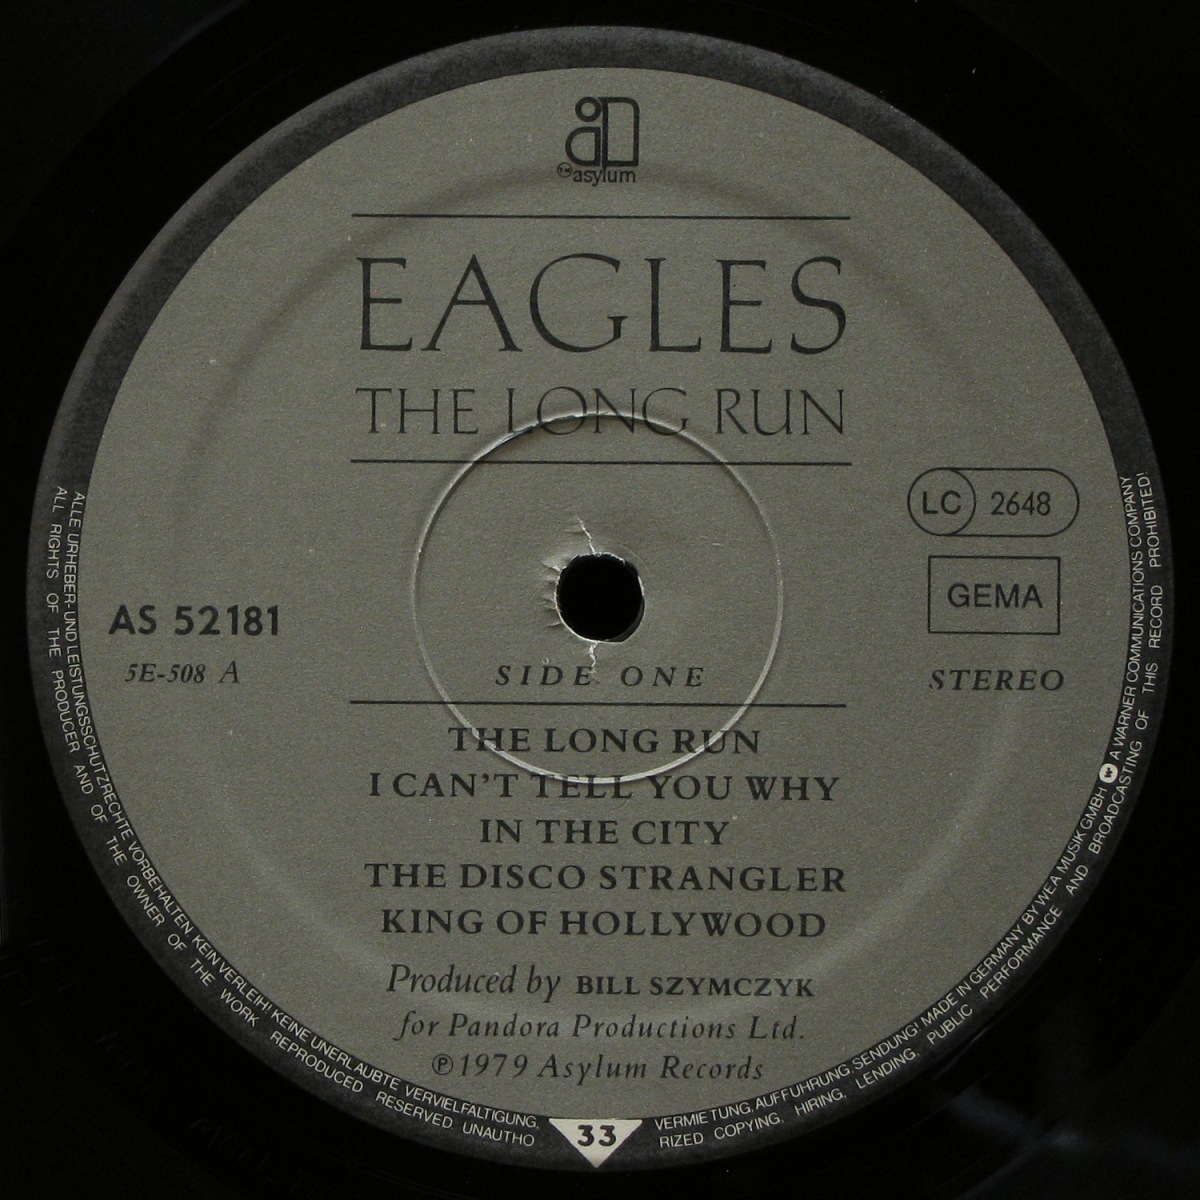 asylum
EAGLES
THE LONG RUN
LC 2648
GEMA
AS 52181
5E-508 A
SIDE ONE
STEREO
THE LONG RUN
I CAN'T TELL YOU WHY
IN THE CITY
THE DISCO STRANGLER
KING OF HOLLYWOOD
Produced by BILL SZYMCZYK
for Pandora Productions Ltd.
℗1979 Asylum Records
33
ALLE URHEBER- UND LEISTUNGSSCHUTZRECHTE VORBEHALTEN. KEIN VERLEIH! KEINE UNERLAUBTE VERVIELFÄLTIGUNG, VERMIETUNG, AUFFÜHRUNG, SENDUNG! MADE IN GERMANY BY WEA MUSIK GMBH A WARNER COMMUNICATIONS COMPANY
ALL RIGHTS OF THE PRODUCER AND OF THE OWNER OF THE WORK REPRODUCED RESERVED UNAUTHORIZED COPYING, HIRING, LENDING, PUBLIC PERFORMANCE AND BROADCASTING OF THIS RECORD PROHIBITED!